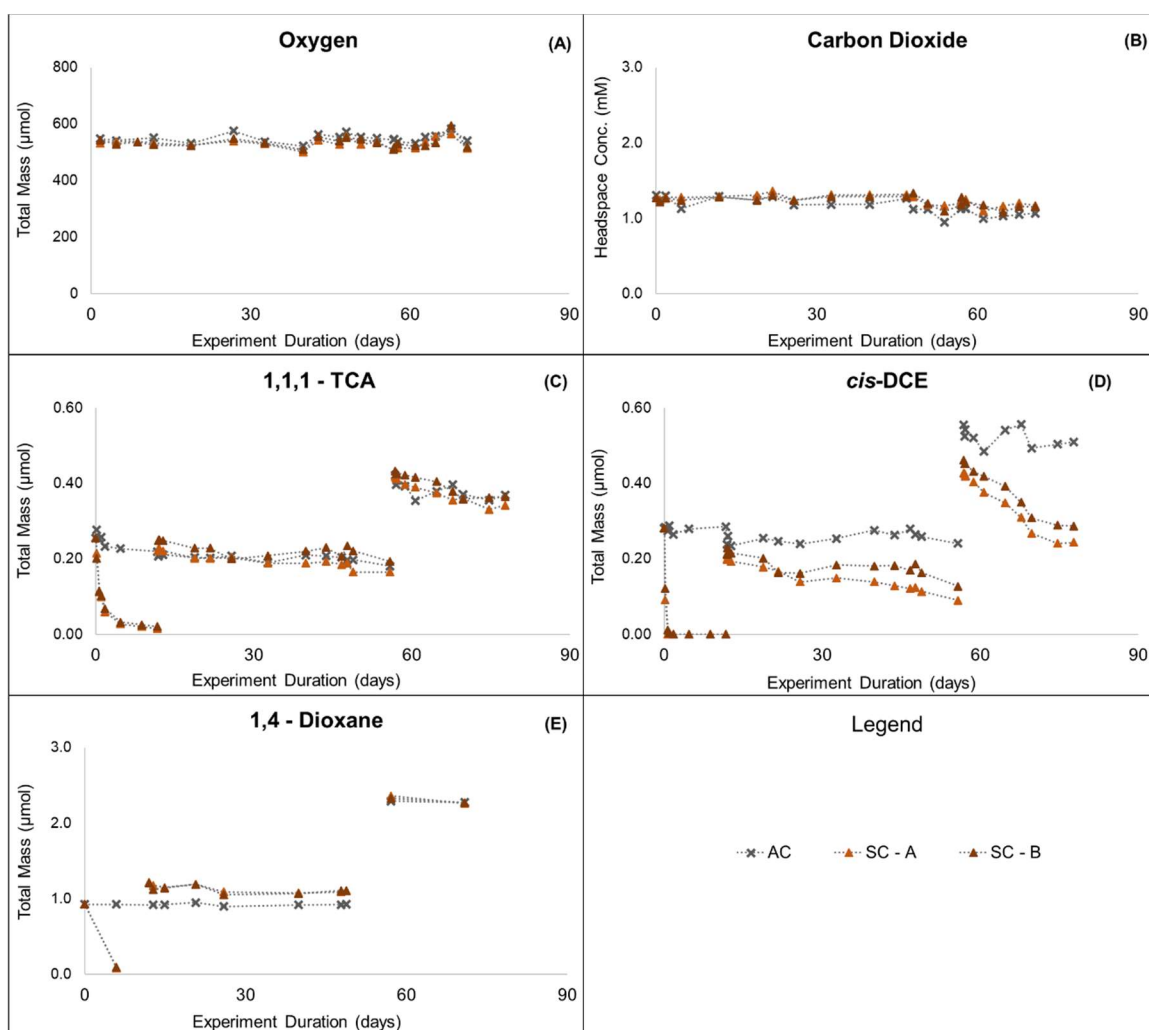 Oxygen
(A)
Total Mass (µmol)
800
600
400
200
0
0 30 60 90
Experiment Duration (days)
Carbon Dioxide
(B)
Headspace Conc. (mM)
3.0
2.0
1.0
0.0
0 30 60 90
Experiment Duration (days)
1,1,1 - TCA
(C)
Total Mass (µmol)
0.60
0.40
0.20
0.00
0 30 60 90
Experiment Duration (days)
cis-DCE
(D)
Total Mass (µmol)
0.60
0.40
0.20
0.00
0 30 60 90
Experiment Duration (days)
1,4 - Dioxane
(E)
Total Mass (µmol)
3.0
2.0
1.0
0.0
0 30 60 90
Experiment Duration (days)
Legend
AC SC - A SC - B